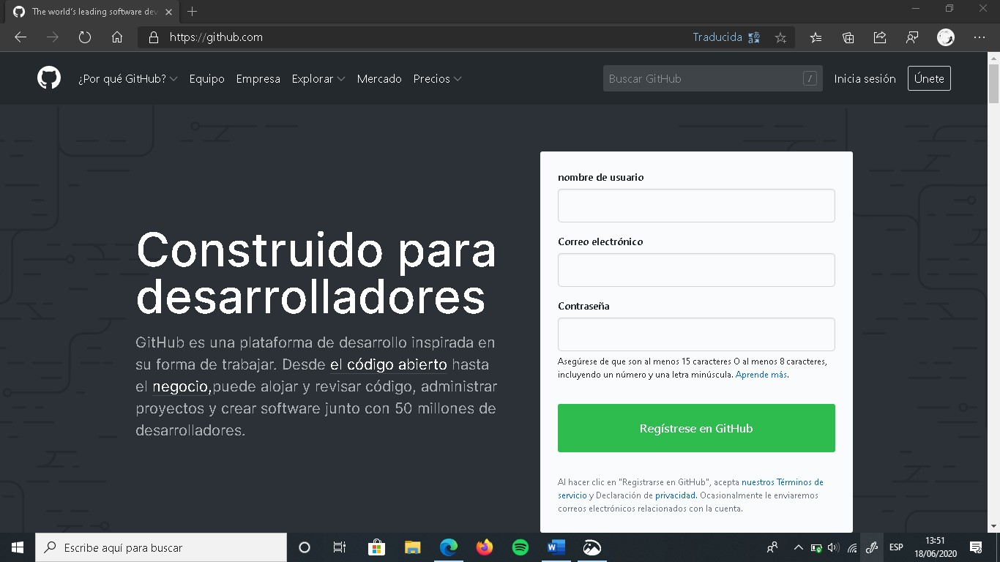 The world's leading software dev
https://github.com
Traducida
¿Por qué GitHub? Equipo Empresa Explorar Mercado Precios
Buscar GitHub /
Inicia sesión
Únete
Construido para
desarrolladores
GitHub es una plataforma de desarrollo inspirada en
su forma de trabajar. Desde el código abierto hasta
el negocio,puede alojar y revisar código, administrar
proyectos y crear software junto con 50 millones de
desarrolladores.
nombre de usuario
Correo electrónico
Contraseña
Asegúrese de que son al menos 15 caracteres O al menos 8 caracteres,
incluyendo un número y una letra minúscula. Aprende más.
Regístrese en GitHub
Al hacer clic en "Registrarse en GitHub", acepta nuestros Términos de
servicio y Declaración de privacidad. Ocasionalmente le enviaremos
correos electrónicos relacionados con la cuenta.
Escribe aquí para buscar
W
ESP
13:51
18/06/2020